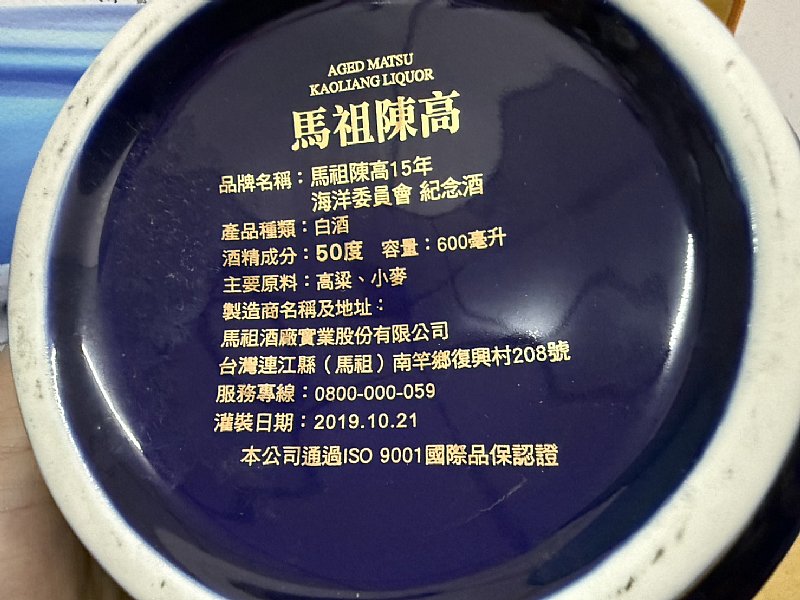 AGED MATSU
KAOLIANG LIQUOR
馬祖陳高
品牌名稱：馬祖陳高15年
海洋委員會 紀念酒
產品種類：白酒
酒精成分：50度 容量：600毫升
主要原料：高粱、小麥
製造商名稱及地址：
馬祖酒廠實業股份有限公司
台灣連江縣（馬祖）南竿鄉復興村208號
服務專線：0800-000-059
灌裝日期：2019.10.21
本公司通過ISO 9001國際品保認證